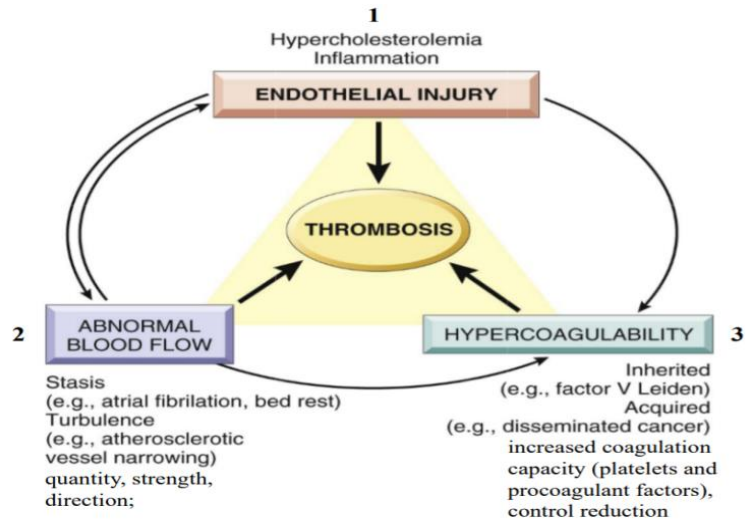 1
Hypercholesterolemia
Inflammation
ENDOTHELIAL INJURY
THROMBOSIS
2
ABNORMAL
BLOOD FLOW
Stasis
(e.g., atrial fibrilation, bed rest)
Turbulence
(e.g., atherosclerotic
vessel narrowing)
quantity, strength,
direction;
HYPERCOAGULABILITY
3
Inherited
(e.g., factor V Leiden)
Acquired
(e.g., disseminated cancer)
increased coagulation
capacity (platelets and
procoagulant factors),
control reduction